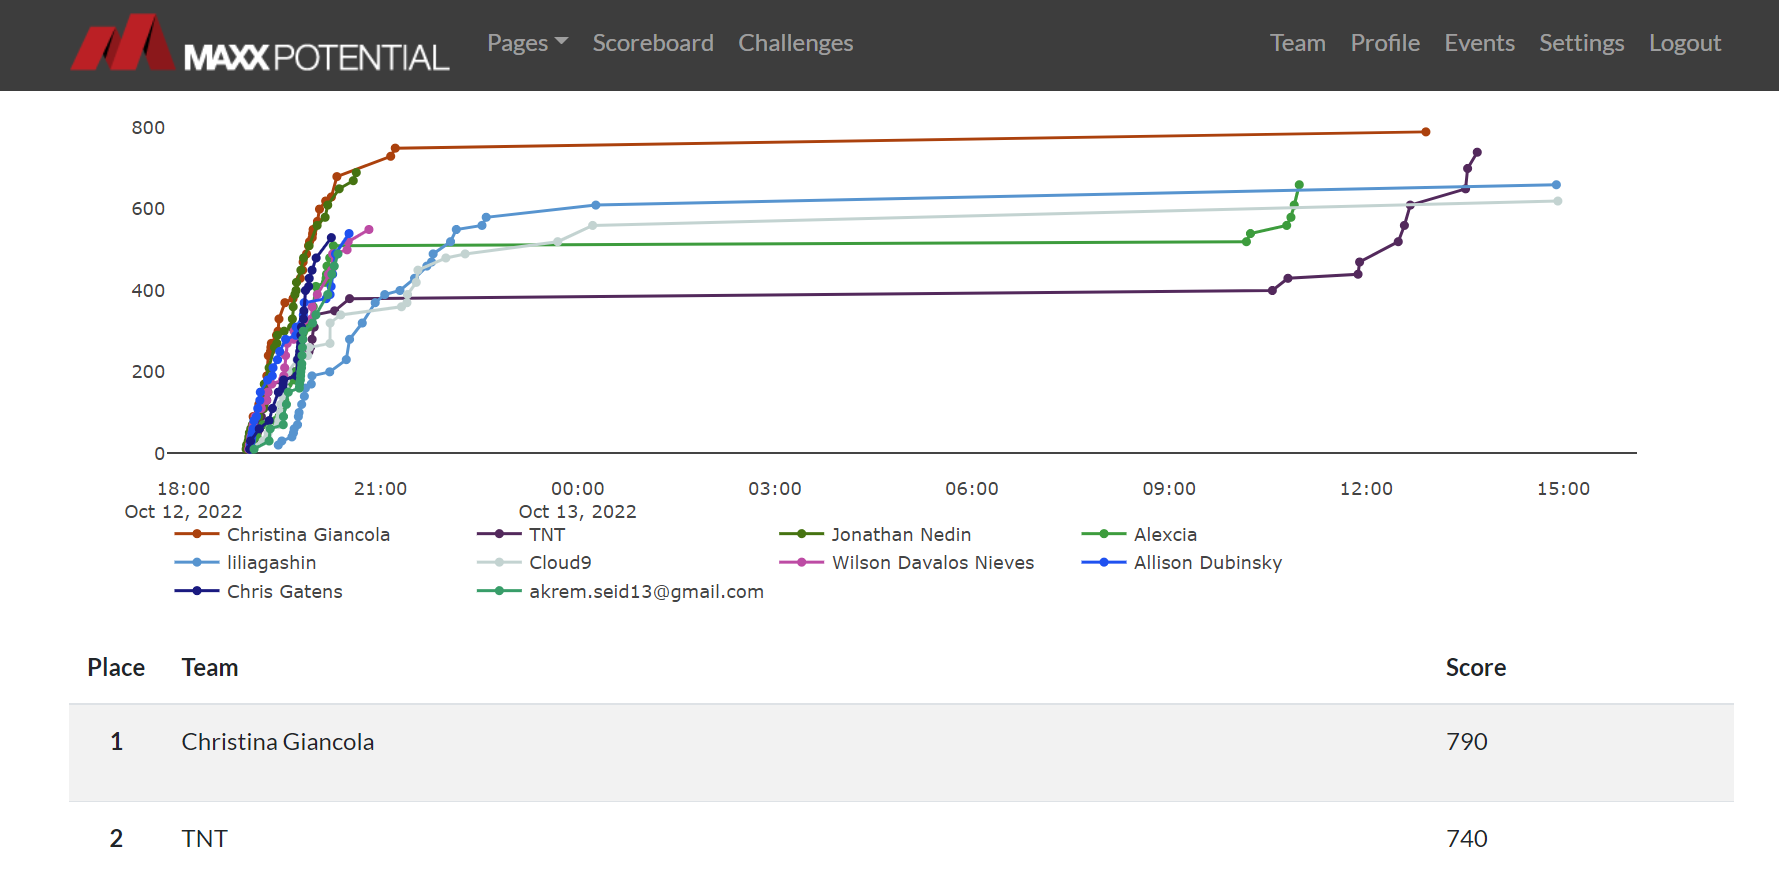 MAXX POTENTIAL Pages Scoreboard Challenges Team Profile Events Settings Logout
800
600
400
200
0
18:00 21:00 00:00 03:00 06:00 09:00 12:00 15:00
Oct 12, 2022 Oct 13, 2022
Christina Giancola TNT Jonathan Nedin Alexcia
liliagashin Cloud9 Wilson Davalos Nieves Allison Dubinsky
Chris Gatens akrem.seid13@gmail.com
Place Team Score
1 Christina Giancola 790
2 TNT 740